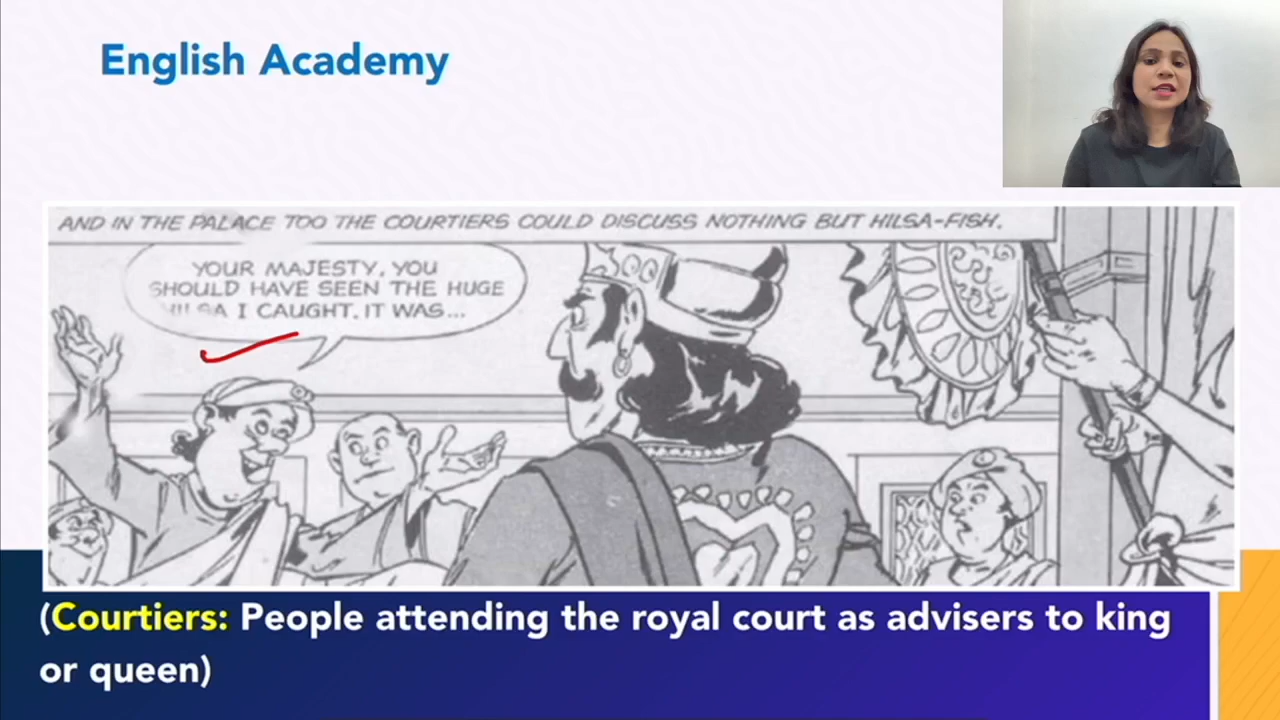 English Academy
AND IN THE PALACE TOO THE COURTIERS COULD DISCUSS NOTHING BUT HILSA-FISH.
YOUR MAJESTY, YOU
SHOULD HAVE SEEN THE HUGE
HILSA I CAUGHT. IT WAS...
(Courtiers: People attending the royal court as advisers to king
or queen)